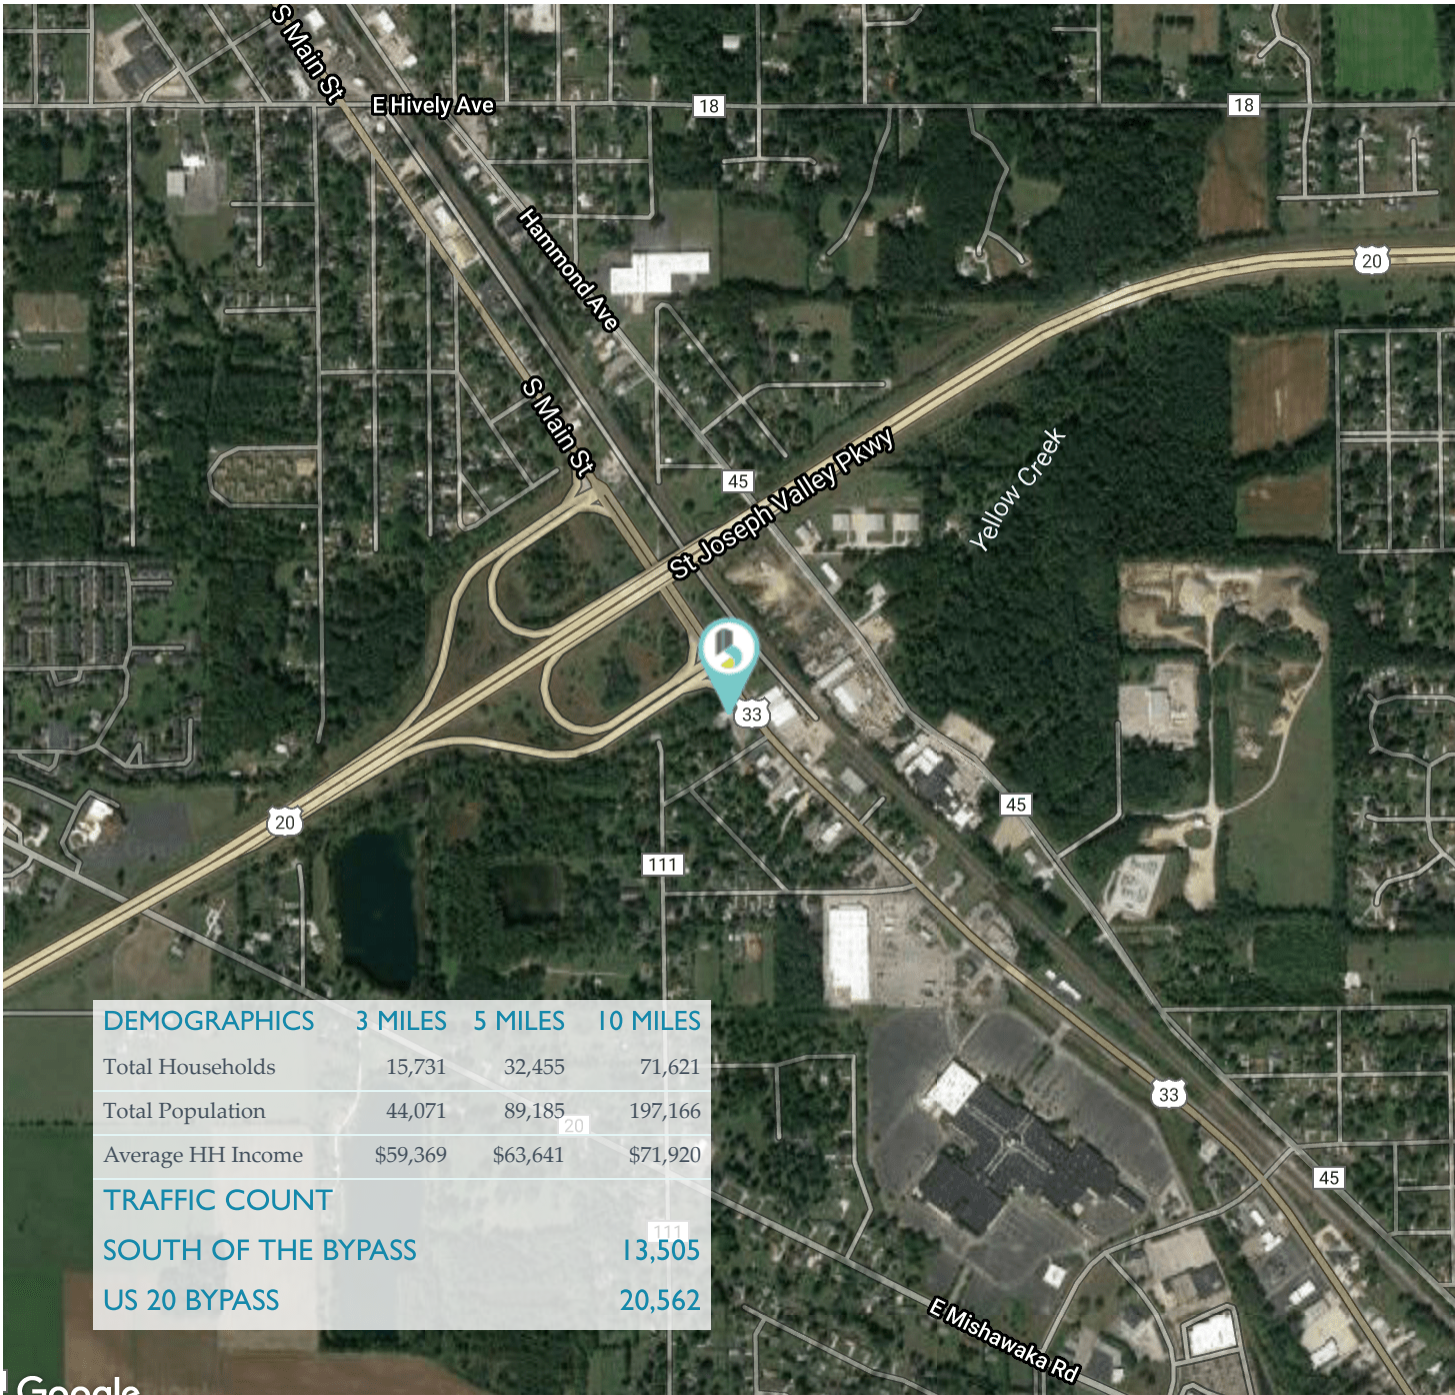 S Main St
E Hively Ave
18
18
Hammond Ave
20
S Main St
45
St Joseph Valley Pkwy
Yellow Creek
33
20
45
111
DEMOGRAPHICS 3 MILES 5 MILES 10 MILES
Total Households 15,731 32,455 71,621
33
Total Population 44,071 89,185 197,166
20
Average HH Income $59,369 $63,641 $71,920
45
TRAFFIC COUNT
111
SOUTH OF THE BYPASS 13,505
US 20 BYPASS 20,562
E Mishawaka Rd
Google